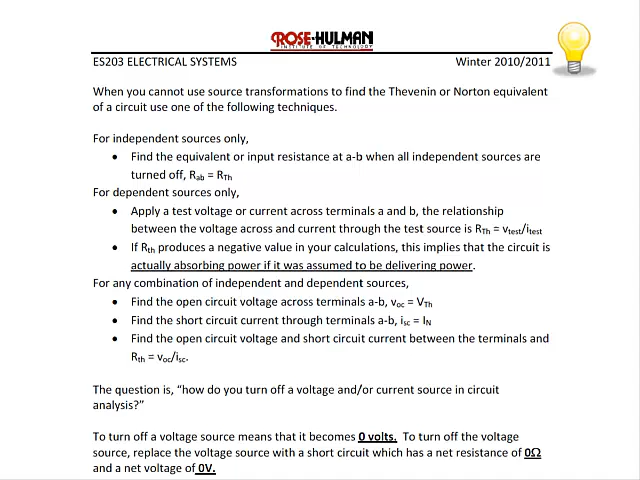 ROSE-HULMAN
INSTITUTE OF TECHNOLOGY
ES203 ELECTRICAL SYSTEMS Winter 2010/2011
When you cannot use source transformations to find the Thevenin or Norton equivalent
of a circuit use one of the following techniques.
For independent sources only,
• Find the equivalent or input resistance at a-b when all independent sources are
turned off, Rab = RTh
For dependent sources only,
• Apply a test voltage or current across terminals a and b, the relationship
between the voltage across and current through the test source is RTh = vtest/itest
• If Rth produces a negative value in your calculations, this implies that the circuit is
actually absorbing power if it was assumed to be delivering power.
For any combination of independent and dependent sources,
• Find the open circuit voltage across terminals a-b, voc = VTh
• Find the short circuit current through terminals a-b, isc = IN
• Find the open circuit voltage and short circuit current between the terminals and
Rth = voc/isc.
The question is, “how do you turn off a voltage and/or current source in circuit
analysis?”
To turn off a voltage source means that it becomes 0 volts. To turn off the voltage
source, replace the voltage source with a short circuit which has a net resistance of 0Ω
and a net voltage of 0V.